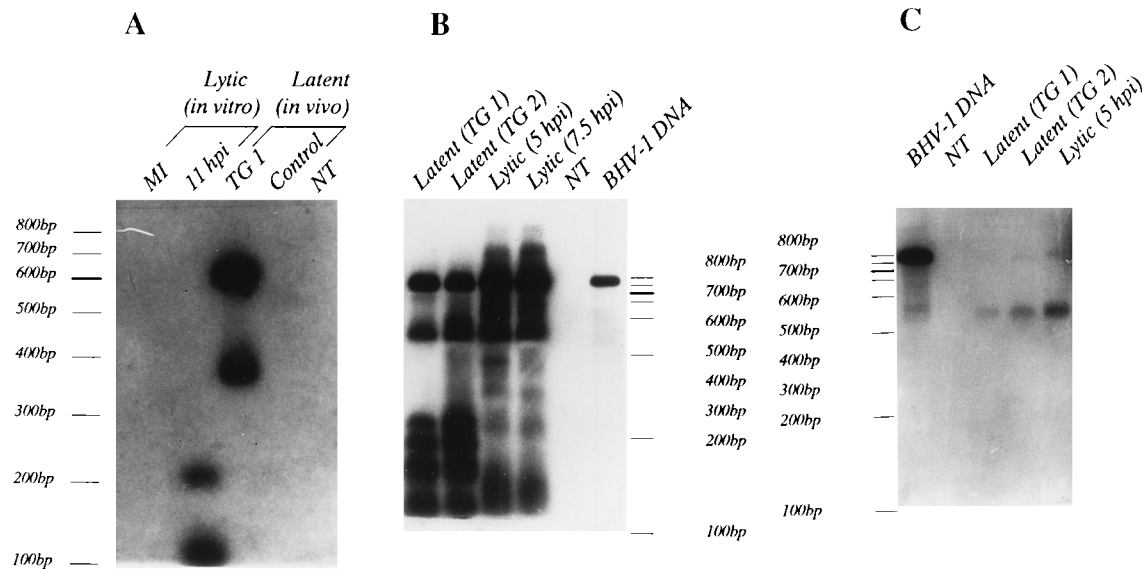 A
B
C
Lytic
(in vitro)
Latent
(in vivo)
MI
11 hpi
TG 1
Control
NT
800bp
700bp
600bp
500bp
400bp
300bp
200bp
100bp
Latent (TG 1)
Latent (TG 2)
Lytic (5 hpi)
Lytic (7.5 hpi)
NT
BHV-1 DNA
800bp
700bp
600bp
500bp
400bp
300bp
200bp
100bp
BHV-1 DNA
NT
Latent (TG 1)
Latent (TG 2)
Lytic (5 hpi)
800bp
700bp
600bp
500bp
400bp
300bp
200bp
100bp